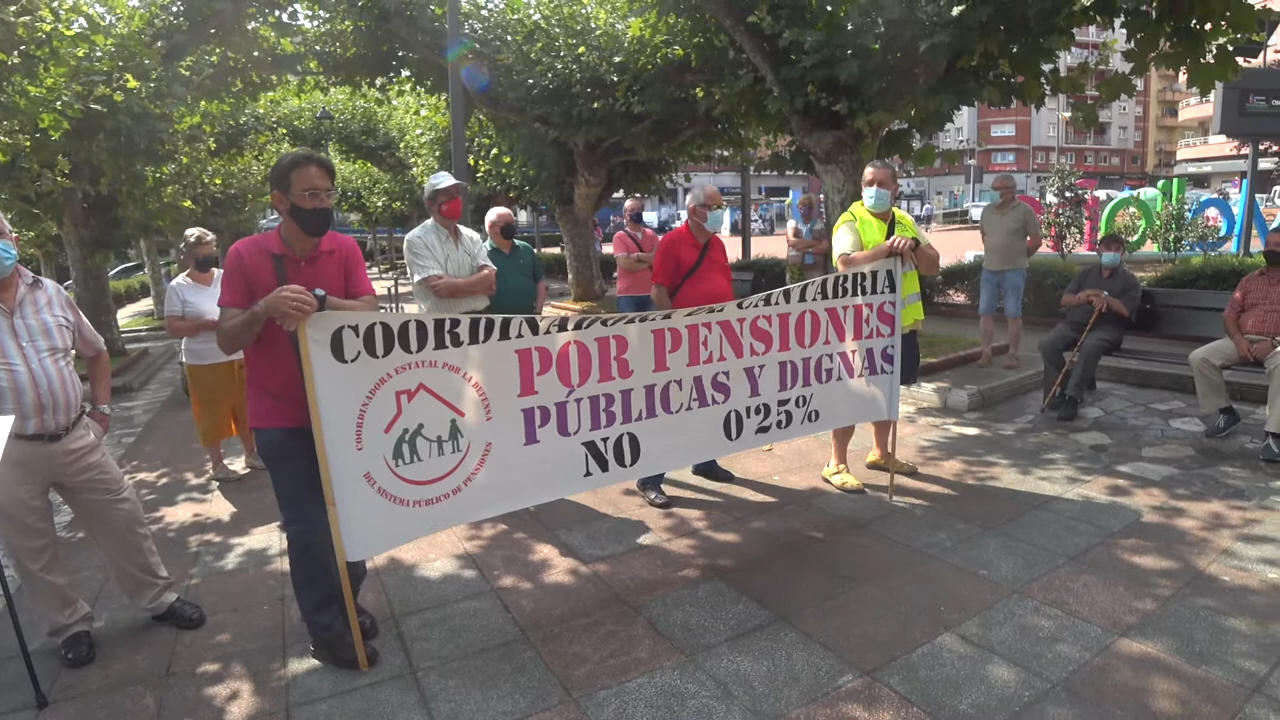 COORDINADORA DE CANTABRIA
POR PENSIONES
PÚBLICAS Y DIGNAS
NO 0'25%
COORDINADORA ESTATAL POR LA DEFENSA
DEL SISTEMA PÚBLICO DE PENSIONES